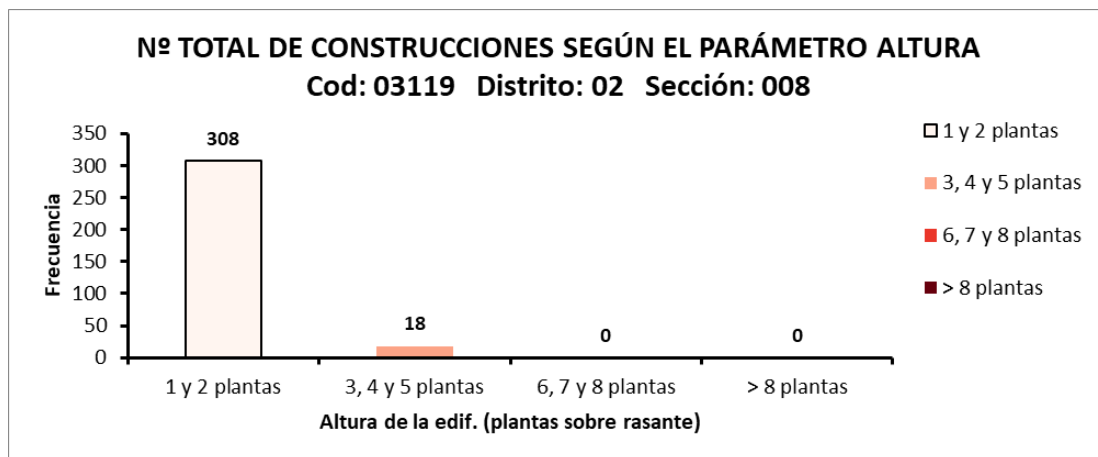 Nº TOTAL DE CONSTRUCCIONES SEGÚN EL PARÁMETRO ALTURA
Cod: 03119 Distrito: 02 Sección: 008
Frecuencia
350
300
250
200
150
100
50
0
308
18
0
0
1 y 2 plantas
3, 4 y 5 plantas
6, 7 y 8 plantas
> 8 plantas
Altura de la edif. (plantas sobre rasante)
1 y 2 plantas
3, 4 y 5 plantas
6, 7 y 8 plantas
> 8 plantas